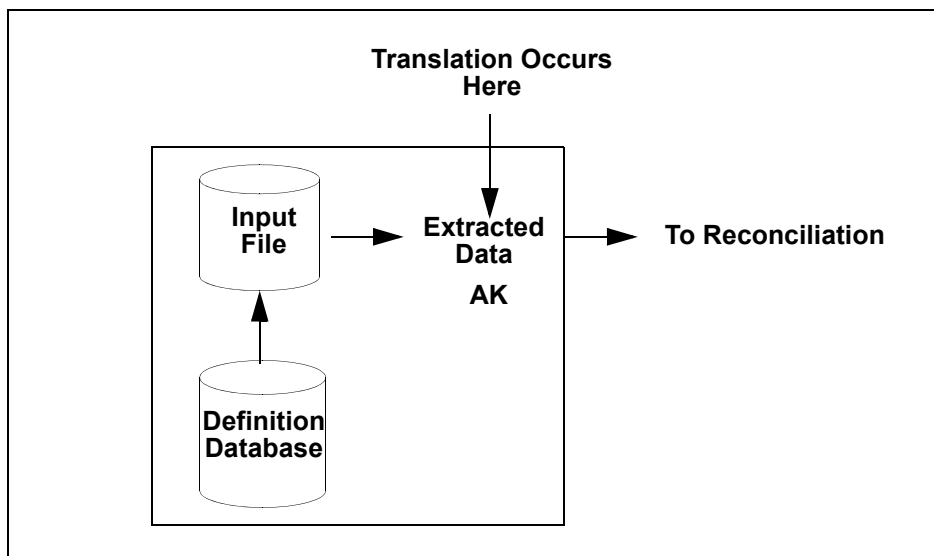 Translation Occurs
Here
Input
File
Extracted
Data
AK
To Reconciliation
Definition
Database